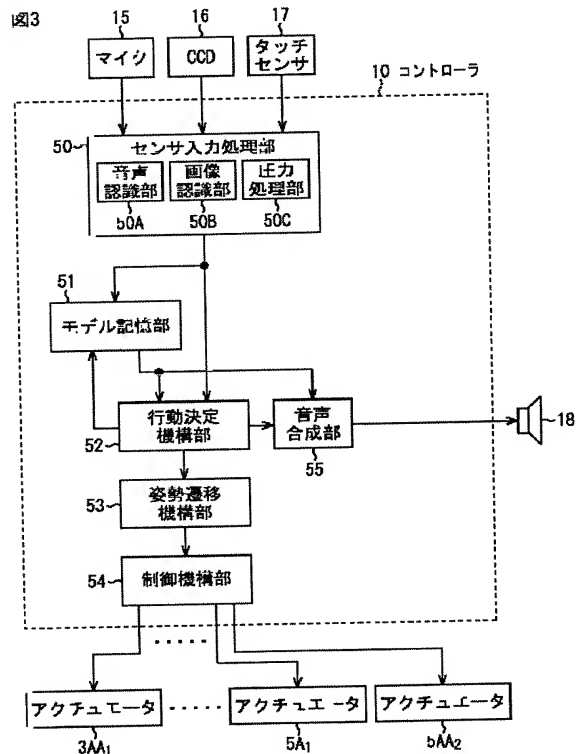 図3
15
16
17
マイク
CCD
タッチ
センサ
10 コントローラ
50
センサ入力処理部
音声
認識部
画像
認識部
圧力
処理部
50A
50B
50C
51
モデル記憶部
行動決定
機構部
52
音声
合成部
55
18
姿勢遷移
機構部
53
制御機構部
54
アクチュエータ
アクチュエータ
アクチュエータ
3AA1
5A1
5AA2